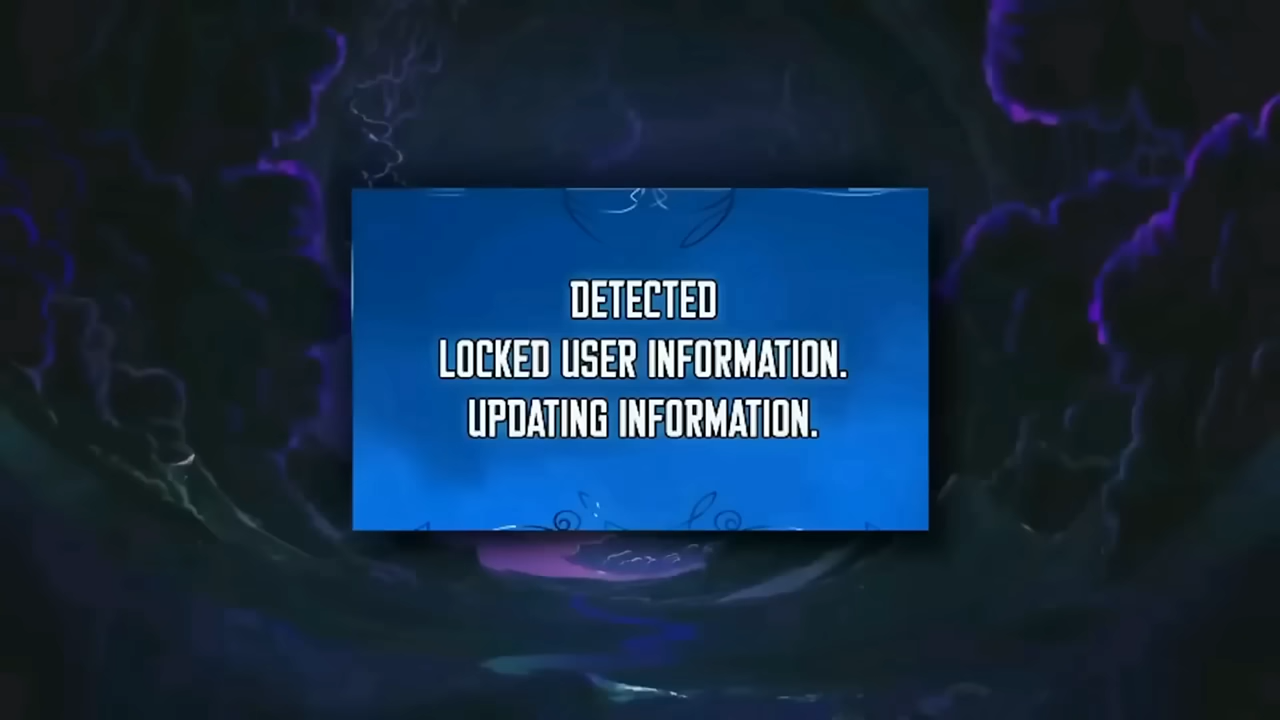 DETECTED
LOCKED USER INFORMATION.
UPDATING INFORMATION.